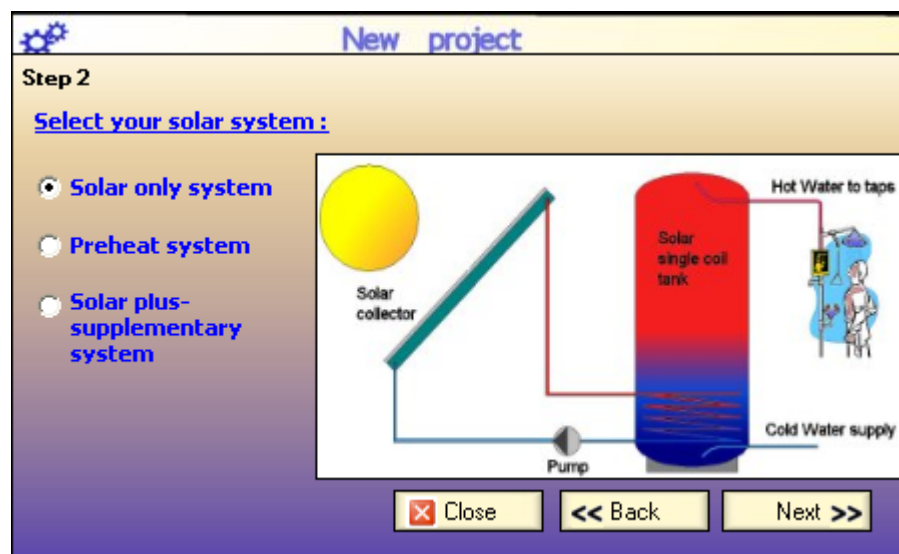 New project
Step 2
Select your solar system :
Solar only system
Preheat system
Solar plus-
supplementary
system
Hot Water to taps
Solar
single coil
tank
Solar
collector
Cold Water supply
Pump
Close
<< Back
Next >>